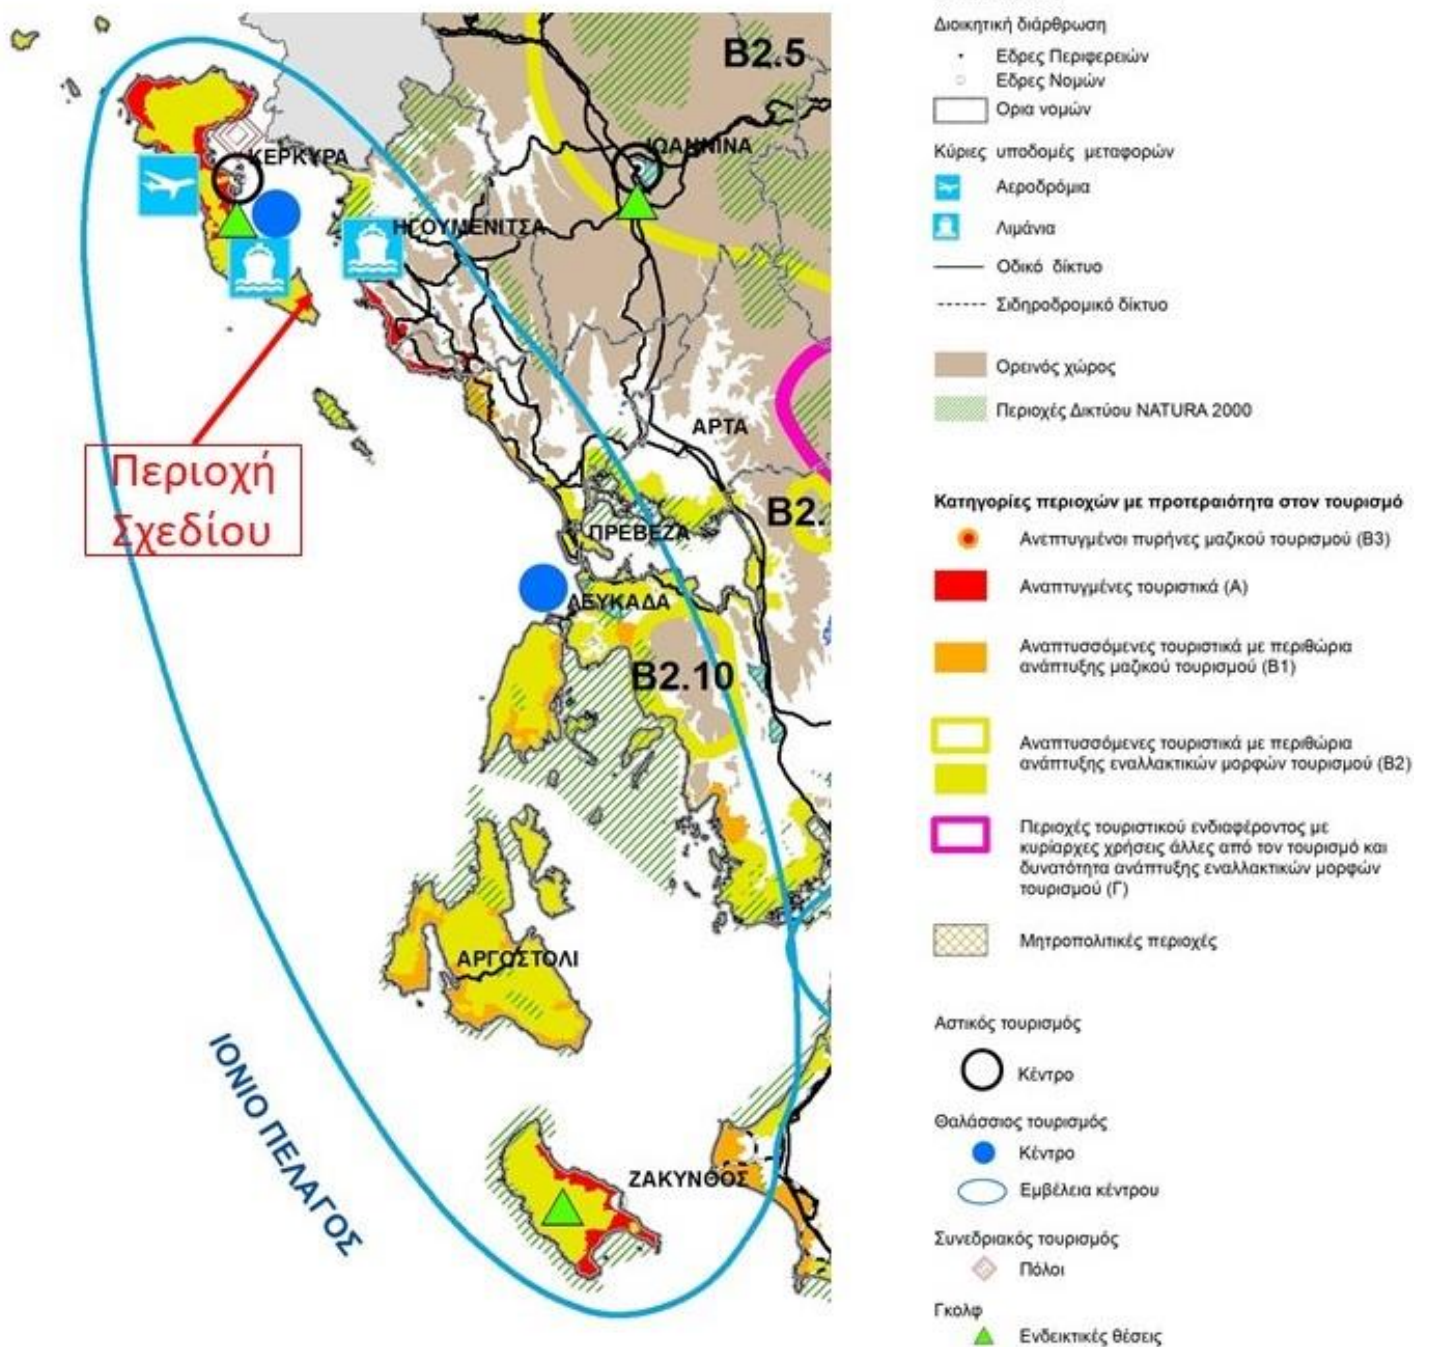 Β2.5
ΚΕΡΚΥΡΑ
ΙΩΑΝΝΙΝΑ
ΗΓΟΥΜΕΝΙΤΣΑ
Περιοχή
Σχεδίου
ΑΡΤΑ
Β2.
ΠΡΕΒΕΖΑ
ΛΕΥΚΑΔΑ
Β2.10
ΑΡΓΟΣΤΟΛΙ
ΙΟΝΙΟ ΠΕΛΑΓΟΣ
ΖΑΚΥΝΘΟΣ
Διοικητική διάρθρωση
Εδρες Περιφερειών
Εδρες Νομών
Ορια νομών
Κύριες υποδομές μεταφορών
Αεροδρόμια
Λιμάνια
Οδικό δίκτυο
Σιδηροδρομικό δίκτυο
Ορεινός χώρος
Περιοχές Δικτύου NATURA 2000
Κατηγορίες περιοχών με προτεραιότητα στον τουρισμό
Ανεπτυγμένοι πυρήνες μαζικού τουρισμού (Β3)
Αναπτυγμένες τουριστικά (Α)
Αναπτυσσόμενες τουριστικά με περιθώρια
ανάπτυξης μαζικού τουρισμού (Β1)
Αναπτυσσόμενες τουριστικά με περιθώρια
ανάπτυξης εναλλακτικών μορφών τουρισμού (Β2)
Περιοχές τουριστικού ενδιαφέροντος με
κυρίαρχες χρήσεις άλλες από τον τουρισμό και
δυνατότητα ανάπτυξης εναλλακτικών μορφών
τουρισμού (Γ)
Μητροπολιτικές περιοχές
Αστικός τουρισμός
Κέντρο
Θαλάσσιος τουρισμός
Κέντρο
Εμβέλεια κέντρου
Συνεδριακός τουρισμός
Πόλοι
Γκολφ
Ενδεικτικές θέσεις